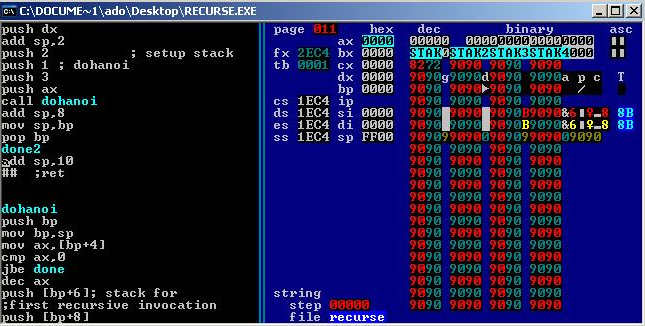 C:\DOCUME~1\ado\Desktop\RECURSE.EXE
push dx
add sp,2
push 2 ; setup stack
push 1 ; dohanoi
push 3
push ax
call dohanoi
add sp,8
mov sp,bp
pop bp
done2
add sp,10
## ;ret
dohanoi
push bp
mov bp,sp
mov ax,[bp+4]
cmp ax,0
jbe done
dec ax
push [bp+6]; stack for
;first recursive invocation
push [bp+8]
page 011 hex dec binary asc
ax 0000 00000 0000000000000000
fx 2EC4 bx 0000 STAK0STAK2STAK3STAK4000
tb 0001 cx 0000 8272 9090 9090 9090
dx 0000 9090g 9090d 9090 9090 a p c T
bp 0000 9090 9090 9090 9090 /
cs 1EC4 ip 9090 9090 9090 9090
ds 1EC4 si 0000 9090 9090 9090 9090 8B
es 1EC4 di 0000 9090 9090 9090 9090 8B
ss 1EC4 sp FF00
9090 9090 9090 9090
9090 9090 9090 9090
9090 9090 9090 9090
9090 9090 9090 9090
9090 9090 9090 9090
9090 9090 9090 9090
9090 9090 9090 9090
9090 9090 9090 9090
9090 9090 9090 9090
9090 9090 9090 9090
9090 9090 9090 9090
string 9090 9090 9090 9090
step 00000 9090 9090 9090 9090
file recurse 9090 9090 9090 9090